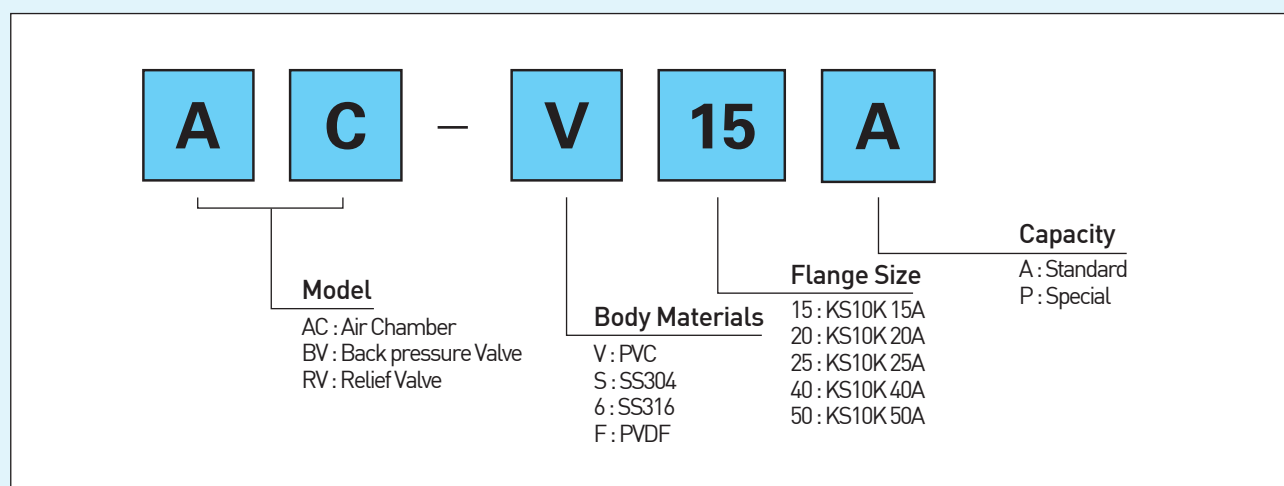 A C – V 15 A
Model
AC : Air Chamber
BV : Back pressure Valve
RV : Relief Valve
Body Materials
V : PVC
S : SS304
6 : SS316
F : PVDF
Flange Size
15 : KS10K 15A
20 : KS10K 20A
25 : KS10K 25A
40 : KS10K 40A
50 : KS10K 50A
Capacity
A : Standard
P : Special